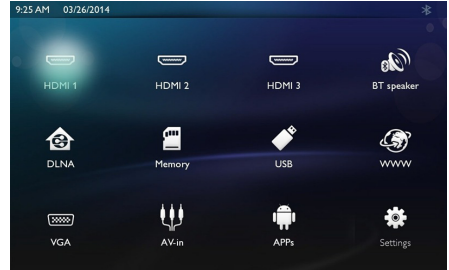 9:25 AM 03/26/2014
HDMI 1 HDMI 2 HDMI 3 BT speaker
DLNA Memory USB WWW
VGA AV-in APPs Settings